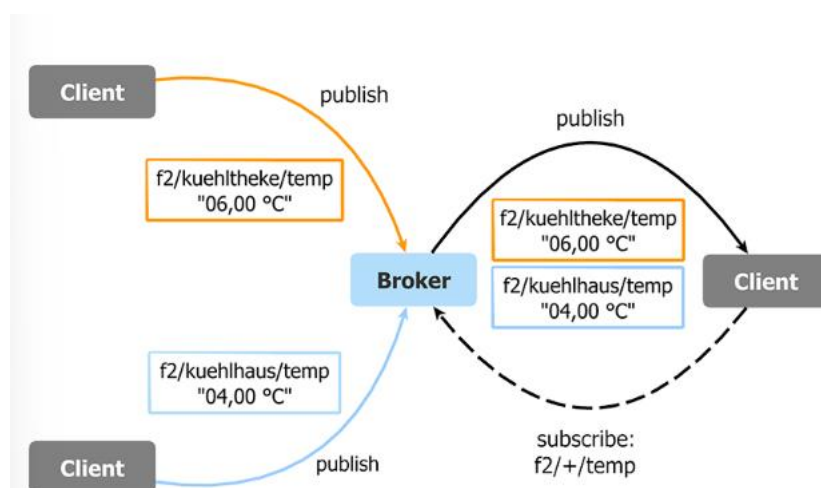 Client
publish
f2/kuehltheke/temp
"06,00 °C"
publish
f2/kuehltheke/temp
"06,00 °C"
Broker
f2/kuehlhaus/temp
"04,00 °C"
Client
f2/kuehlhaus/temp
"04,00 °C"
Client
publish
subscribe:
f2/+/temp